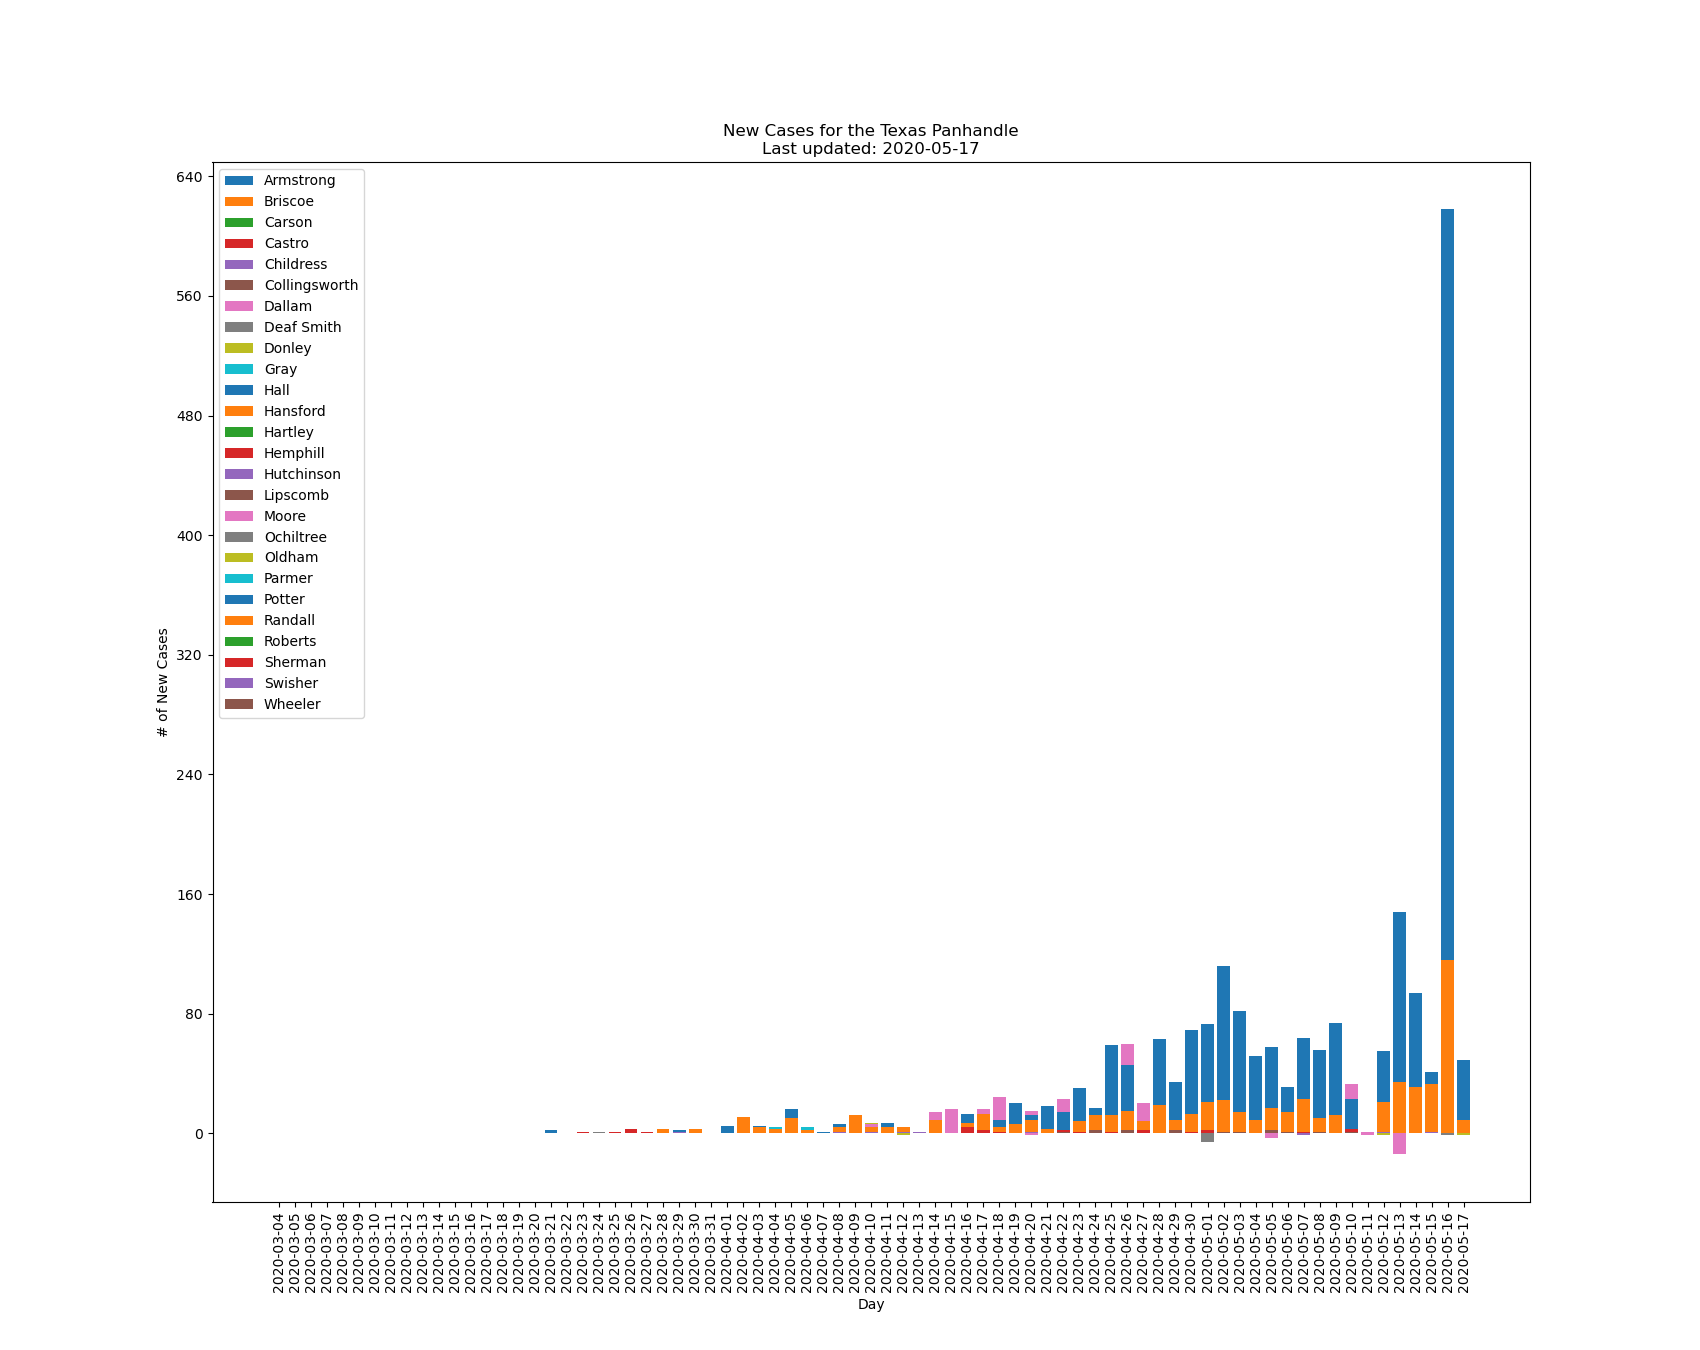 New Cases for the Texas Panhandle
Last updated: 2020-05-17
640
560
480
400
320
240
160
80
0
# of New Cases
Armstrong
Briscoe
Carson
Castro
Childress
Collingsworth
Dallam
Deaf Smith
Donley
Gray
Hall
Hansford
Hartley
Hemphill
Hutchinson
Lipscomb
Moore
Ochiltree
Oldham
Parmer
Potter
Randall
Roberts
Sherman
Swisher
Wheeler
2020-03-04
2020-03-05
2020-03-06
2020-03-07
2020-03-08
2020-03-09
2020-03-10
2020-03-11
2020-03-12
2020-03-13
2020-03-14
2020-03-15
2020-03-16
2020-03-17
2020-03-18
2020-03-19
2020-03-20
2020-03-21
2020-03-22
2020-03-23
2020-03-24
2020-03-25
2020-03-26
2020-03-27
2020-03-28
2020-03-29
2020-03-30
2020-03-31
2020-04-01
2020-04-02
2020-04-03
2020-04-04
2020-04-05
2020-04-06
2020-04-07
2020-04-08
2020-04-09
2020-04-10
2020-04-11
2020-04-12
2020-04-13
2020-04-14
2020-04-15
2020-04-16
2020-04-17
2020-04-18
2020-04-19
2020-04-20
2020-04-21
2020-04-22
2020-04-23
2020-04-24
2020-04-25
2020-04-26
2020-04-27
2020-04-28
2020-04-29
2020-04-30
2020-05-01
2020-05-02
2020-05-03
2020-05-04
2020-05-05
2020-05-06
2020-05-07
2020-05-08
2020-05-09
2020-05-10
2020-05-11
2020-05-12
2020-05-13
2020-05-14
2020-05-15
2020-05-16
2020-05-17
Day